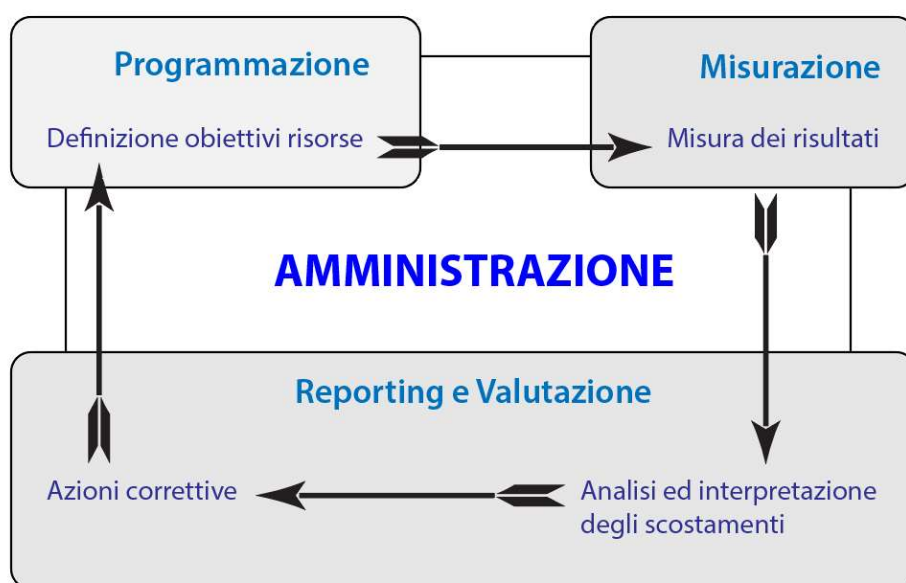 Programmazione
Misurazione
Definizione obiettivi risorse
Misura dei risultati
AMMINISTRAZIONE
Reporting e Valutazione
Azioni correttive
Analisi ed interpretazione
degli scostamenti